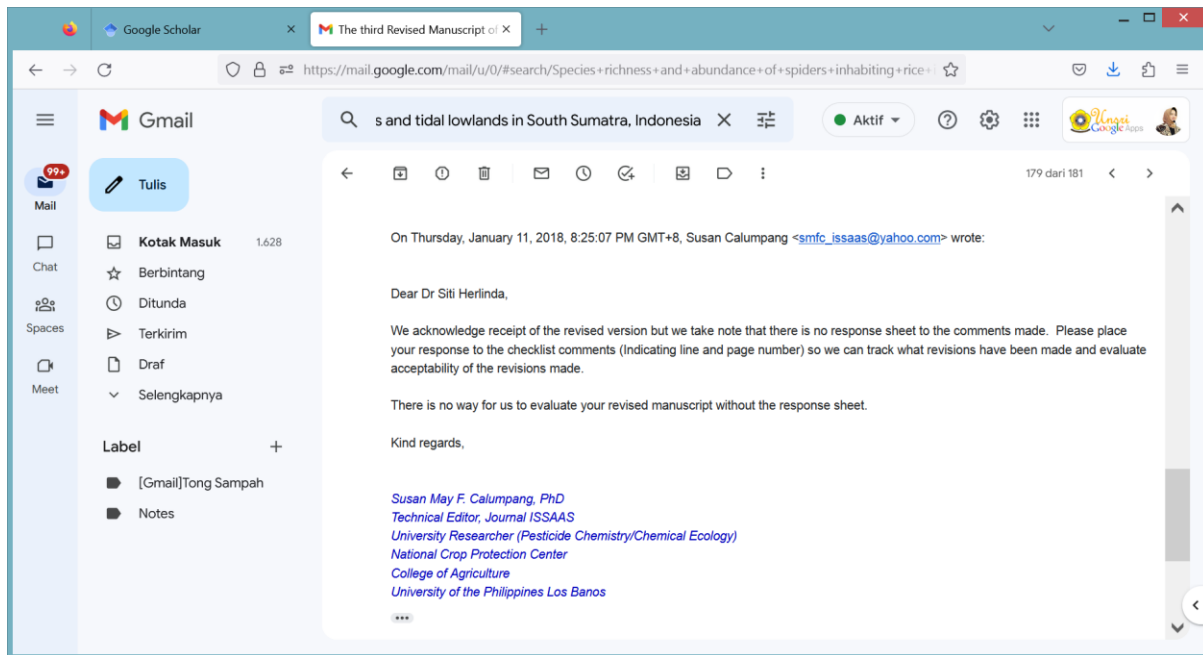 Google Scholar
The third Revised Manuscript of
https://mail.google.com/mail/u/0/#search/Species+richness+and+abundance+of+spiders+inhabiting+rice+
Gmail
s and tidal lowlands in South Sumatra, Indonesia
Aktif
Unsri
Google Apps
99+
Mail
Chat
Spaces
Meet
Tulis
Kotak Masuk 1.628
Berbintang
Ditunda
Terkirim
Draf
Selengkapnya
Label
[Gmail]Tong Sampah
Notes
179 dari 181
On Thursday, January 11, 2018, 8:25:07 PM GMT+8, Susan Calumpang <smfc_issaas@yahoo.com> wrote:
Dear Dr Siti Herlinda,
We acknowledge receipt of the revised version but we take note that there is no response sheet to the comments made.  Please place
your response to the checklist comments (Indicating line and page number) so we can track what revisions have been made and evaluate
acceptability of the revisions made.
There is no way for us to evaluate your revised manuscript without the response sheet.
Kind regards,
Susan May F. Calumpang, PhD
Technical Editor, Journal ISSAAS
University Researcher (Pesticide Chemistry/Chemical Ecology)
National Crop Protection Center
College of Agriculture
University of the Philippines Los Banos